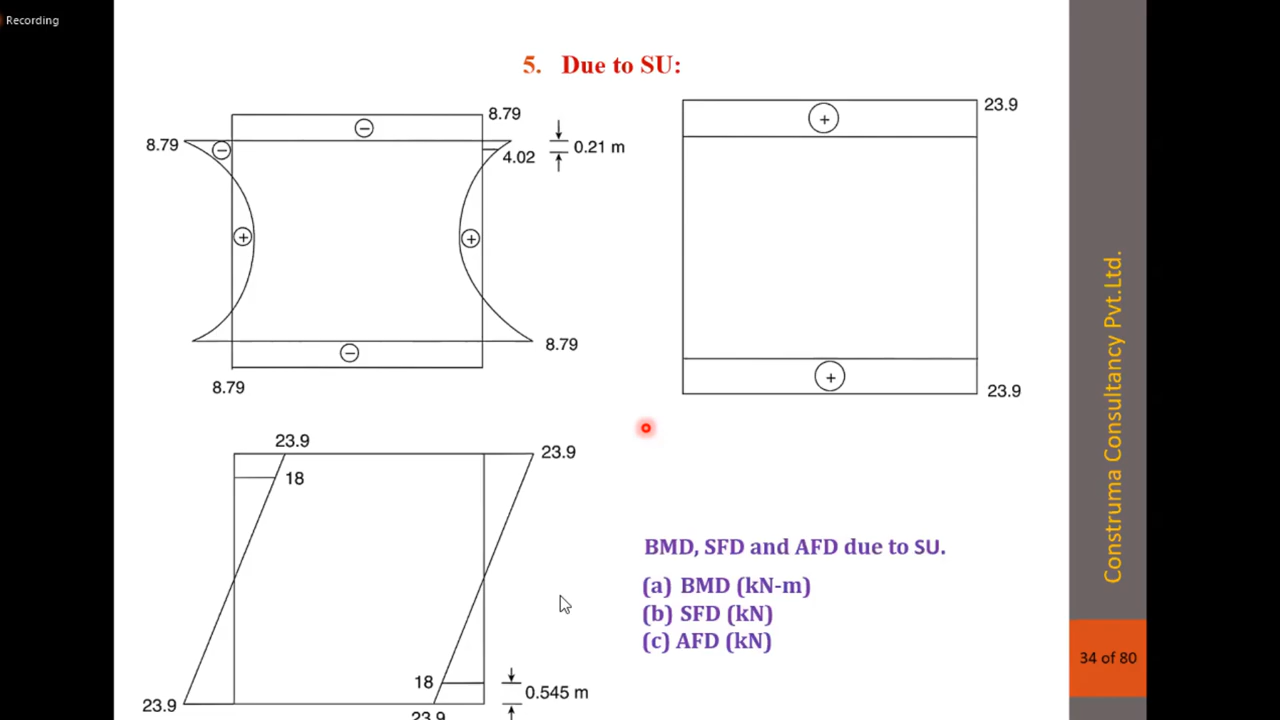 Recording
5. Due to SU:
8.79
8.79
4.02
0.21 m
8.79
8.79
23.9
23.9
23.9
18
23.9
18
0.545 m
23.9
23.9
BMD, SFD and AFD due to SU.
(a) BMD (kN-m)
(b) SFD (kN)
(c) AFD (kN)
Construma Consultancy Pvt.Ltd.
34 of 80